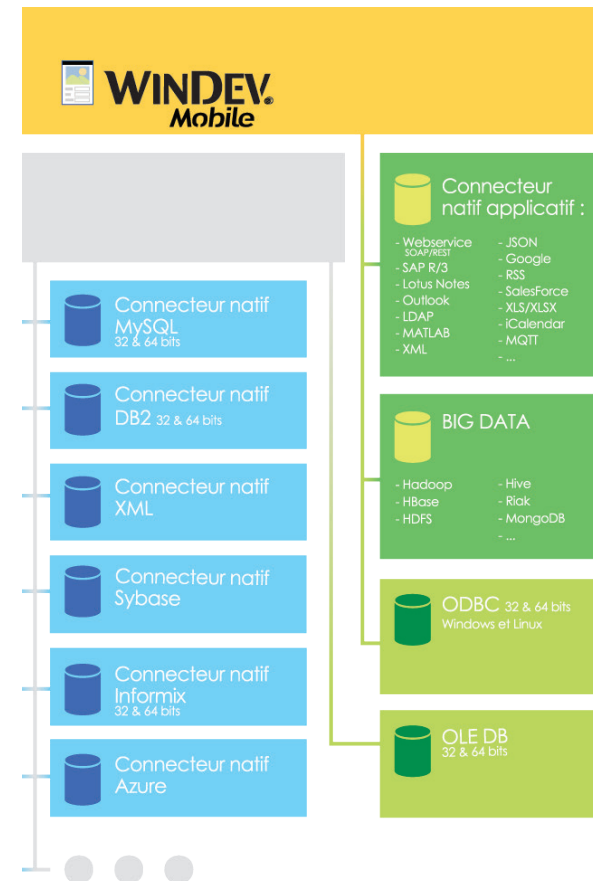 WINDEV.
Mobile
Connecteur natif
MySQL
32 & 64 bits
Connecteur natif
DB2 32 & 64 bits
Connecteur natif
XML
Connecteur natif
Sybase
Connecteur natif
Informix
32 & 64 bits
Connecteur natif
Azure
Connecteur
natif applicatif :
- Webservice
SOAP/REST
- SAP R/3
- Lotus Notes
- Outlook
- LDAP
- MATLAB
- XML
- JSON
- Google
- RSS
- SalesForce
- XLS/XLSX
- iCalendar
- MQTT
- ...
BIG DATA
- Hadoop
- HBase
- HDFS
- Hive
- Riak
- MongoDB
- ...
ODBC 32 & 64 bits
Windows et Linux
OLE DB
32 & 64 bits